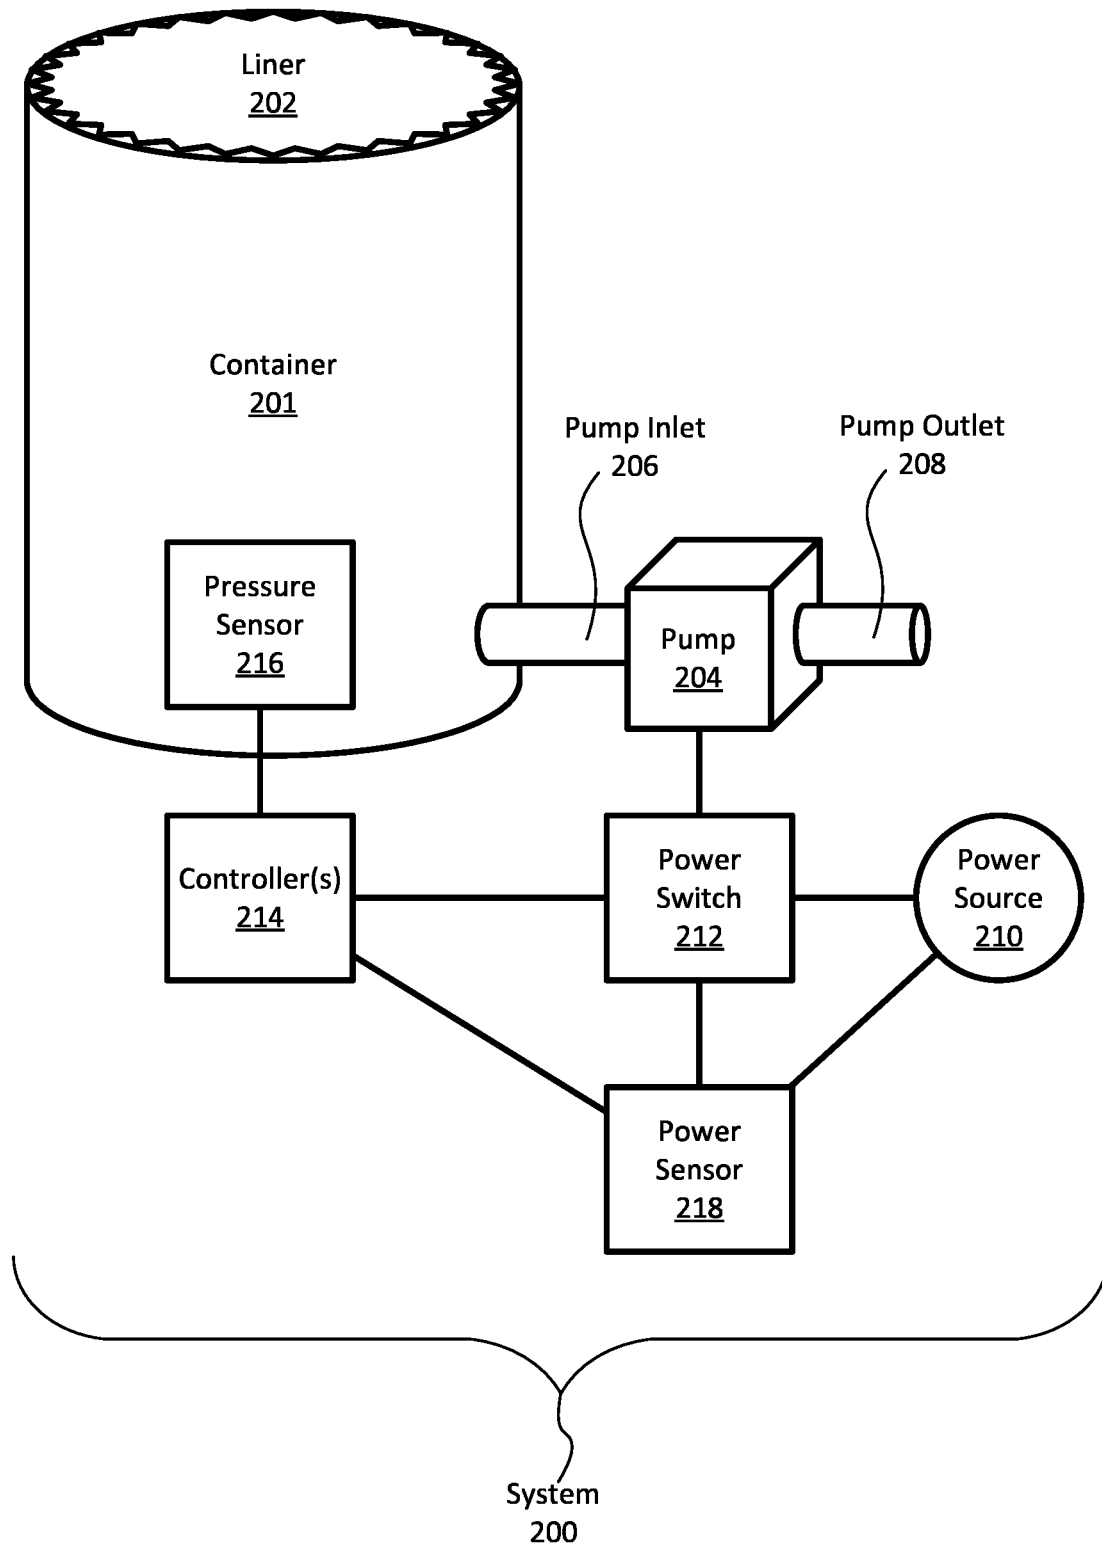 Liner
202
Container
201
Pump Inlet
206
Pump Outlet
208
Pressure
Sensor
216
Pump
204
Controller(s)
214
Power
Switch
212
Power
Source
210
Power
Sensor
218
System
200